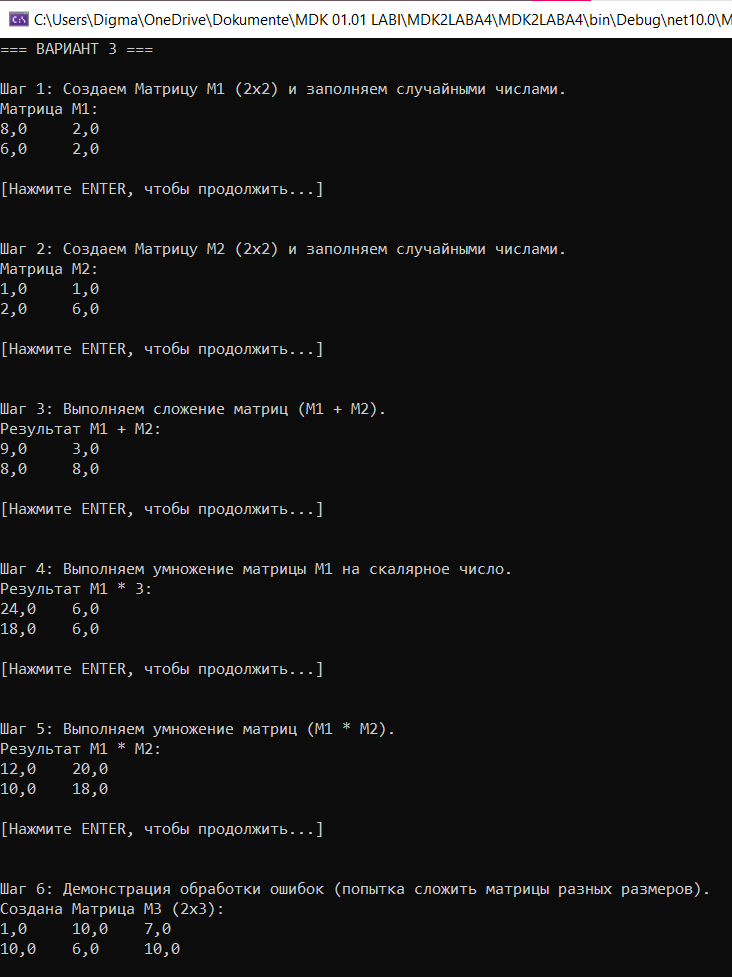 C:\Users\Digma\OneDrive\Dokumente\MDK 01.01 LABI\MDK2LABA4\MDK2LABA4\bin\Debug\net10.0\M
=== ВАРИАНТ 3 ===
Шаг 1: Создаем Матрицу M1 (2x2) и заполняем случайными числами.
Матрица M1:
8,0 2,0
6,0 2,0
[Нажмите ENTER, чтобы продолжить...]
Шаг 2: Создаем Матрицу M2 (2x2) и заполняем случайными числами.
Матрица M2:
1,0 1,0
2,0 6,0
[Нажмите ENTER, чтобы продолжить...]
Шаг 3: Выполняем сложение матриц (M1 + M2).
Результат M1 + M2:
9,0 3,0
8,0 8,0
[Нажмите ENTER, чтобы продолжить...]
Шаг 4: Выполняем умножение матрицы M1 на скалярное число.
Результат M1 * 3:
24,0 6,0
18,0 6,0
[Нажмите ENTER, чтобы продолжить...]
Шаг 5: Выполняем умножение матриц (M1 * M2).
Результат M1 * M2:
12,0 20,0
10,0 18,0
[Нажмите ENTER, чтобы продолжить...]
Шаг 6: Демонстрация обработки ошибок (попытка сложить матрицы разных размеров).
Создана Матрица M3 (2x3):
1,0 10,0 7,0
10,0 6,0 10,0